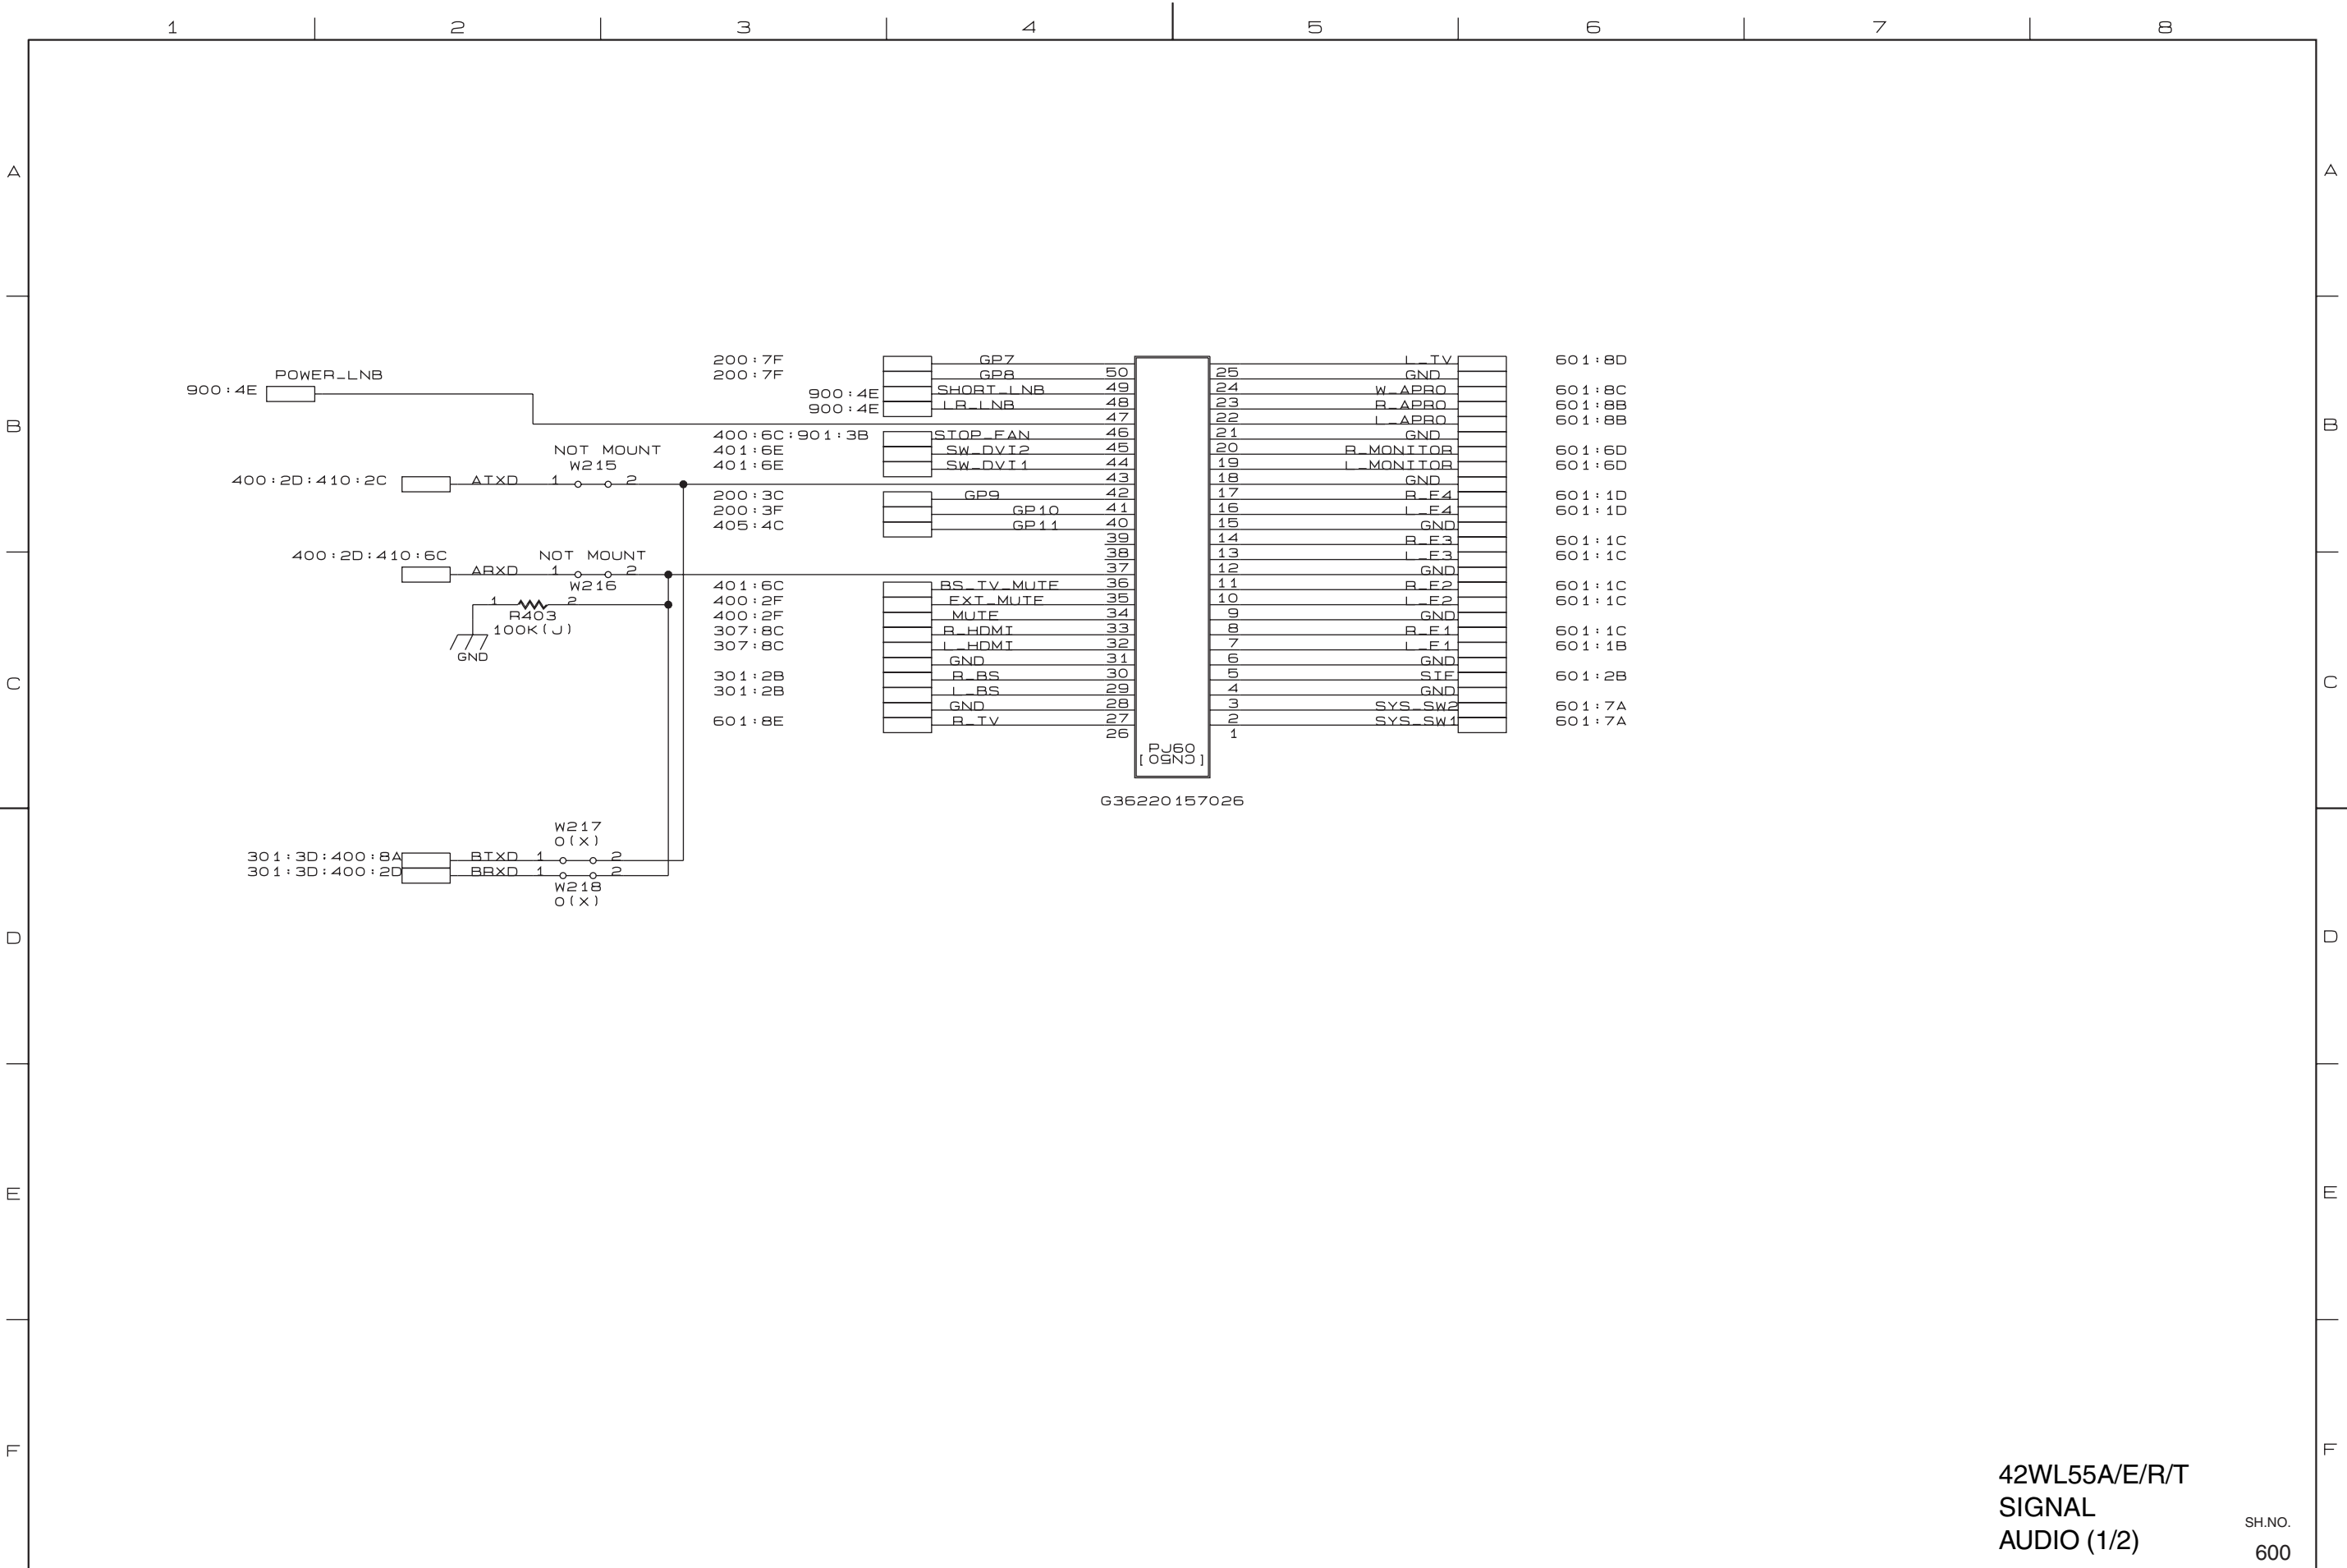 1 2 3 4 5 6 7 8
A A
200:7F GP7 L_TV 601:8D
POWER_LNB 200:7F GP8 50 25 GND
900:4E 900:4E SHORT_LNB 49 24 W_APRO 601:8C
900:4E LR_LNB 48 23 R_APRO 601:8B
47 22 L_APRO 601:8B
B B
400:6C:901:3B STOP_FAN 46 21 GND
NOT MOUNT 401:6E SW_DVI2 45 20 R_MONITOR 601:6D
W215 401:6E SW_DVI1 44 19 L_MONITOR 601:6D
400:2D:410:2C ATXD 1 2 43 18 GND
200:3C GP9 42 17 R_E4 601:1D
200:3F GP10 41 16 L_E4 601:1D
405:4C GP11 40 15 GND
39 14 R_E3 601:1C
400:2D:410:6C NOT MOUNT 38 13 L_E3 601:1C
ARXD 1 2 37 12 GND
W216 401:6C BS_TV_MUTE 36 11 R_E2 601:1C
1 2 400:2F EXT_MUTE 35 10 L_E2 601:1C
R403 400:2F MUTE 34 9 GND
100K(J) 307:8C R_HDMI 33 8 R_E1 601:1C
307:8C L_HDMI 32 7 L_E1 601:1B
GND GND 31 6 GND
301:2B R_BS 30 5 SIF 601:2B
C C
301:2B L_BS 29 4 GND
GND 28 3 SYS_SW2 601:7A
601:8E R_TV 27 2 SYS_SW1 601:7A
26 1
PJ60
[CN50]
G36220157026
W217
0(X)
301:3D:400:8A BTXD 1 2
301:3D:400:2D BRXD 1 2
W218
0(X)
D D
E E
F F
42WL55A/E/R/T
SIGNAL
AUDIO (1/2)
SH.NO.
600